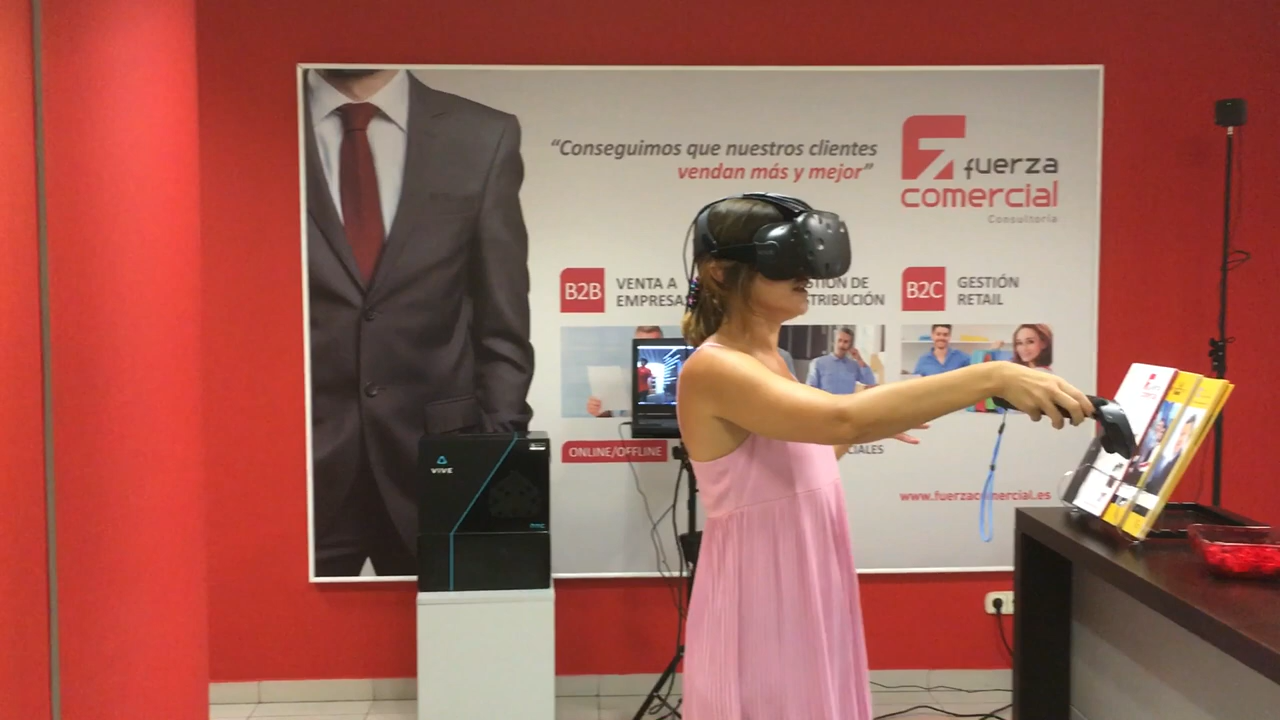 “Conseguimos que nuestros clientes
vendan más y mejor”
fuerza
comercial
Consultoría
B2B
VENTA A
EMPRESA
DE
B2C
GESTIÓN
RETAIL
ONLINE/OFFLINE
www.fuerzacomercial.es
VIVE